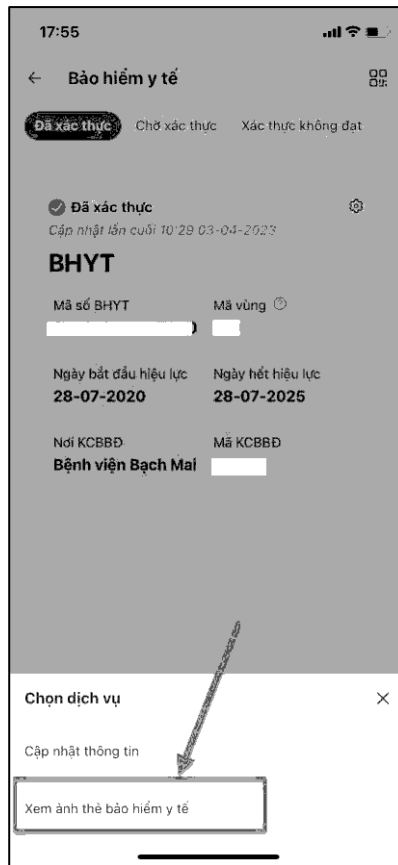 17:55
Bảo hiểm y tế
Đã xác thực Chờ xác thực Xác thực không đạt
Đã xác thực
Cập nhật lần cuối 10:29 03-04-2023
BHYT
Mã số BHYT Mã vùng
Ngày bắt đầu hiệu lực Ngày hết hiệu lực
28-07-2020 28-07-2025
Nơi KCBBĐ Mã KCBBĐ
Bệnh viện Bạch Mai
Chọn dịch vụ
Cập nhật thông tin
Xem ảnh thẻ bảo hiểm y tế